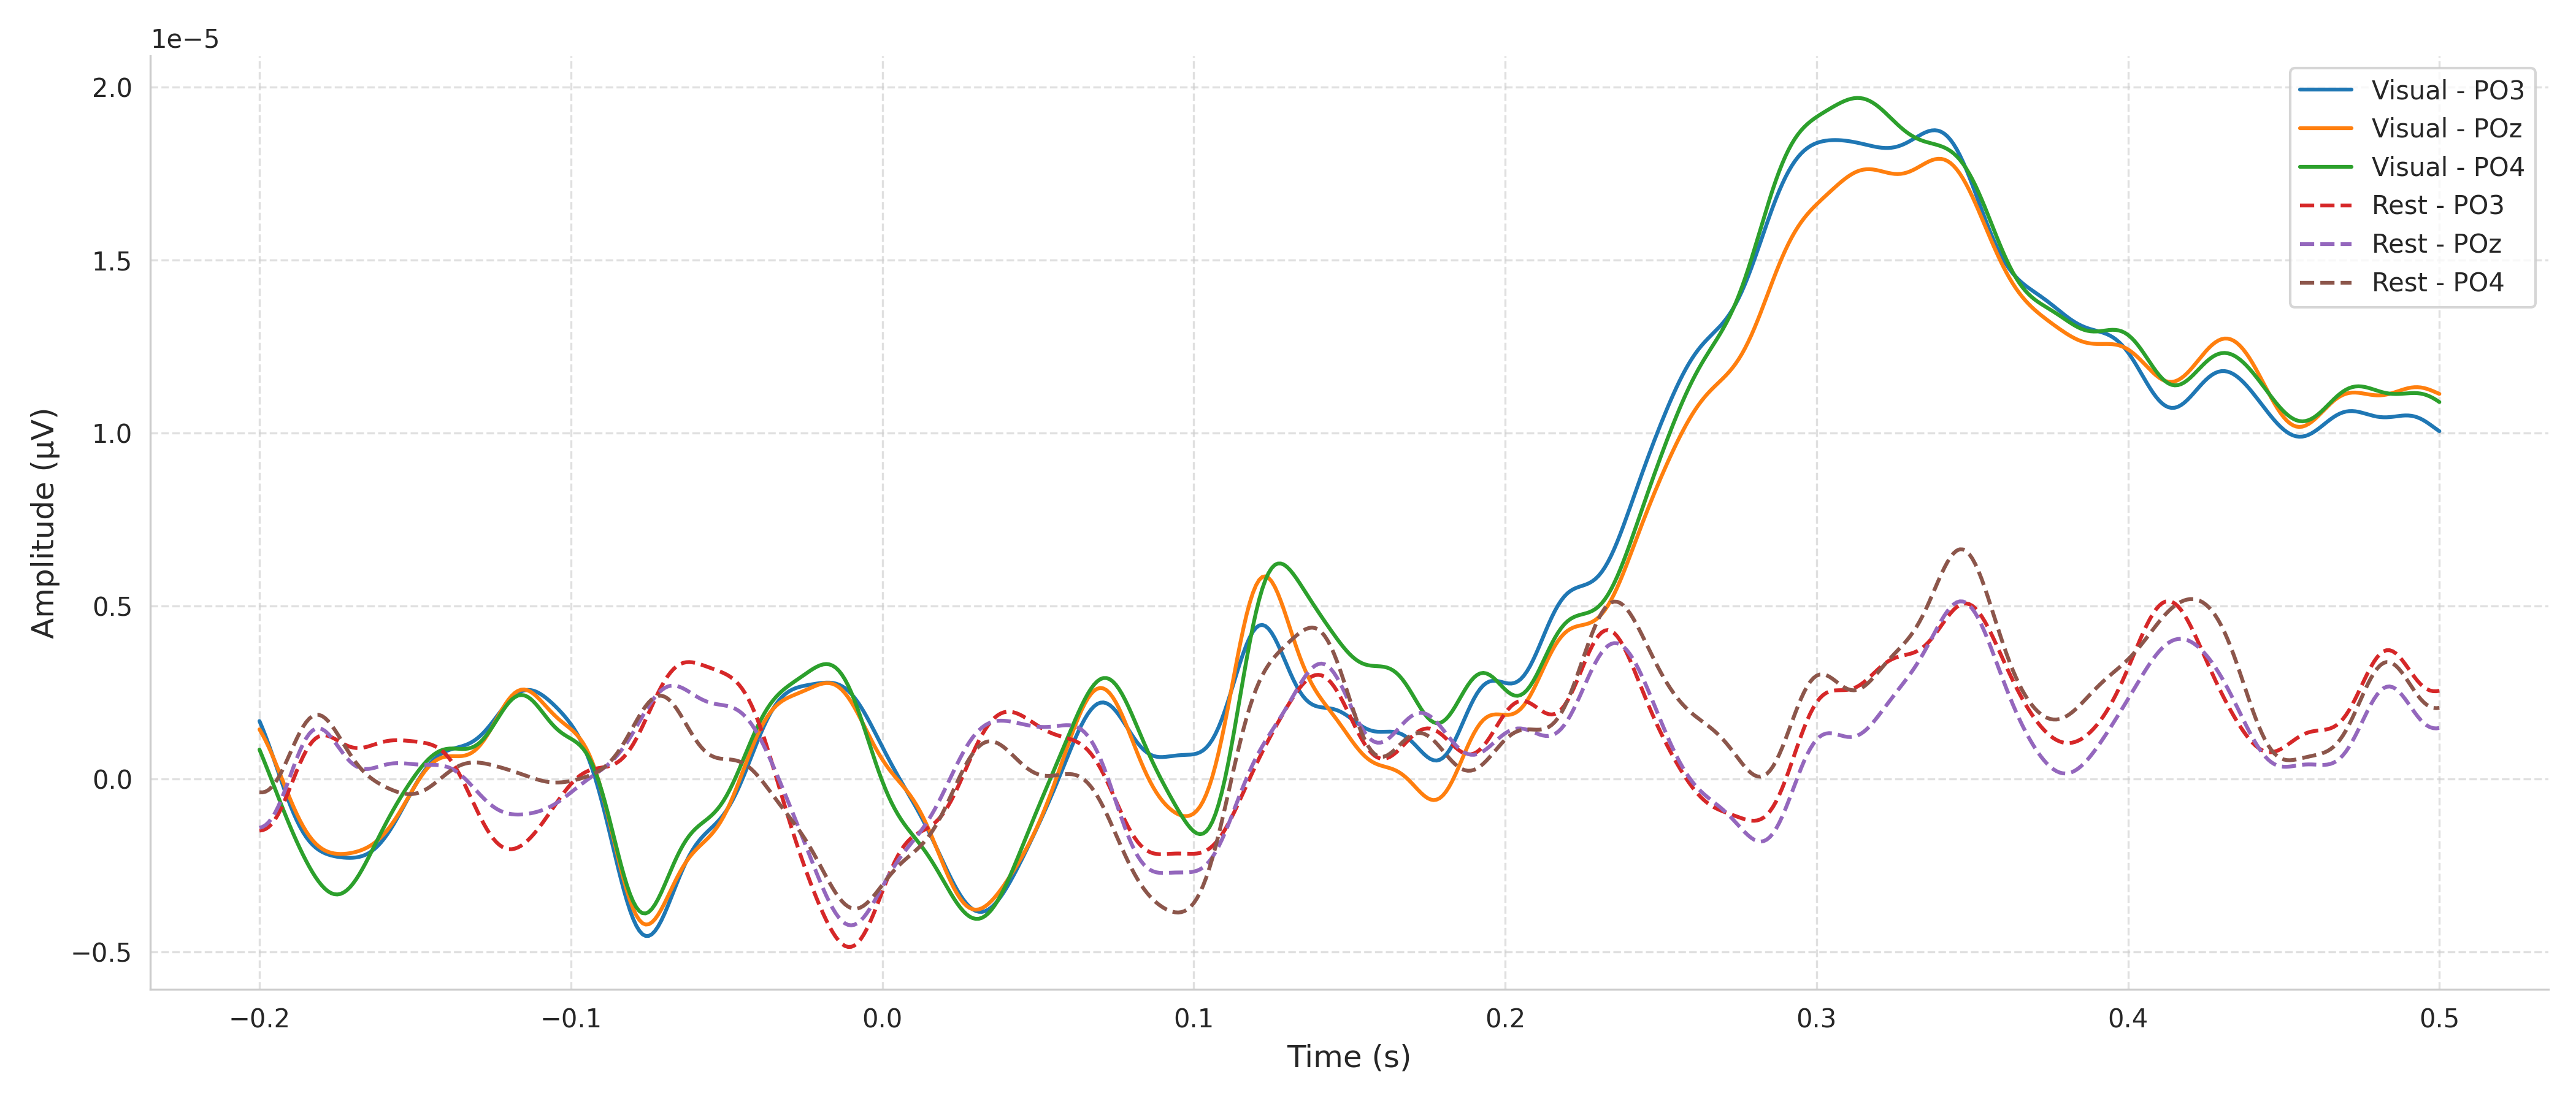 1e−5
2.0
1.5
1.0
0.5
0.0
−0.5
Amplitude (µV)
−0.2
−0.1
0.0
0.1
0.2
0.3
0.4
0.5
Time (s)
Visual - PO3
Visual - POz
Visual - PO4
Rest - PO3
Rest - POz
Rest - PO4